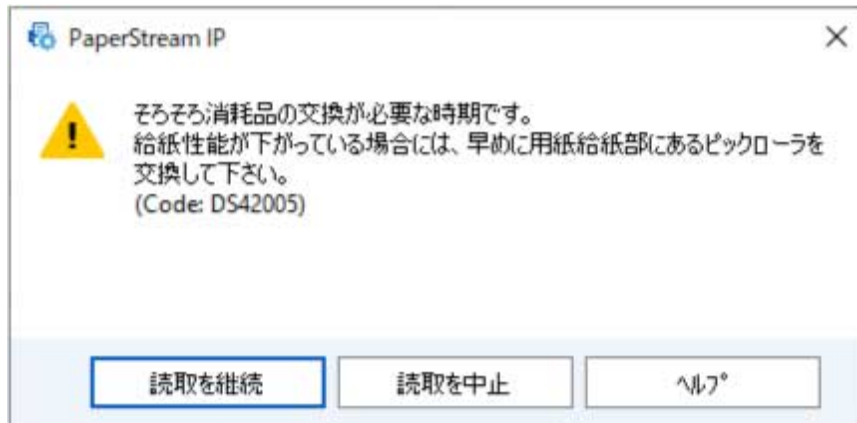 PaperStream IP
そろそろ消耗品の交換が必要な時期です。
給紙性能が下がっている場合には、早めに用紙給紙部にあるピックローラを
交換して下さい。
(Code: DS42005)
読取を継続
読取を中止
ﾍﾙﾌﾟ